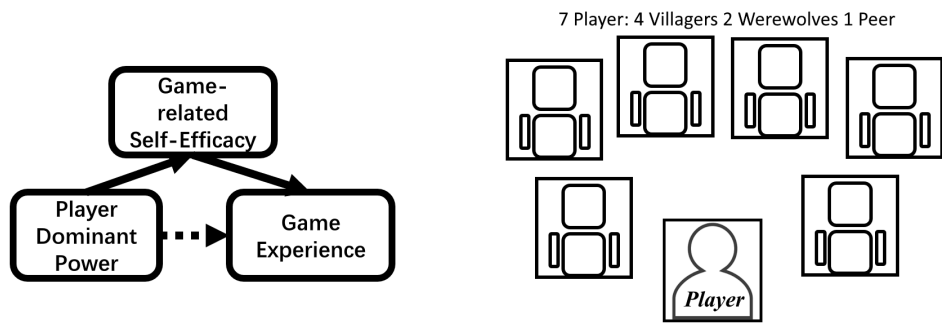 7 Player: 4 Villagers 2 Werewolves 1 Peer
Game-
related
Self-Efficacy
Player
Dominant
Power
Game
Experience
Player